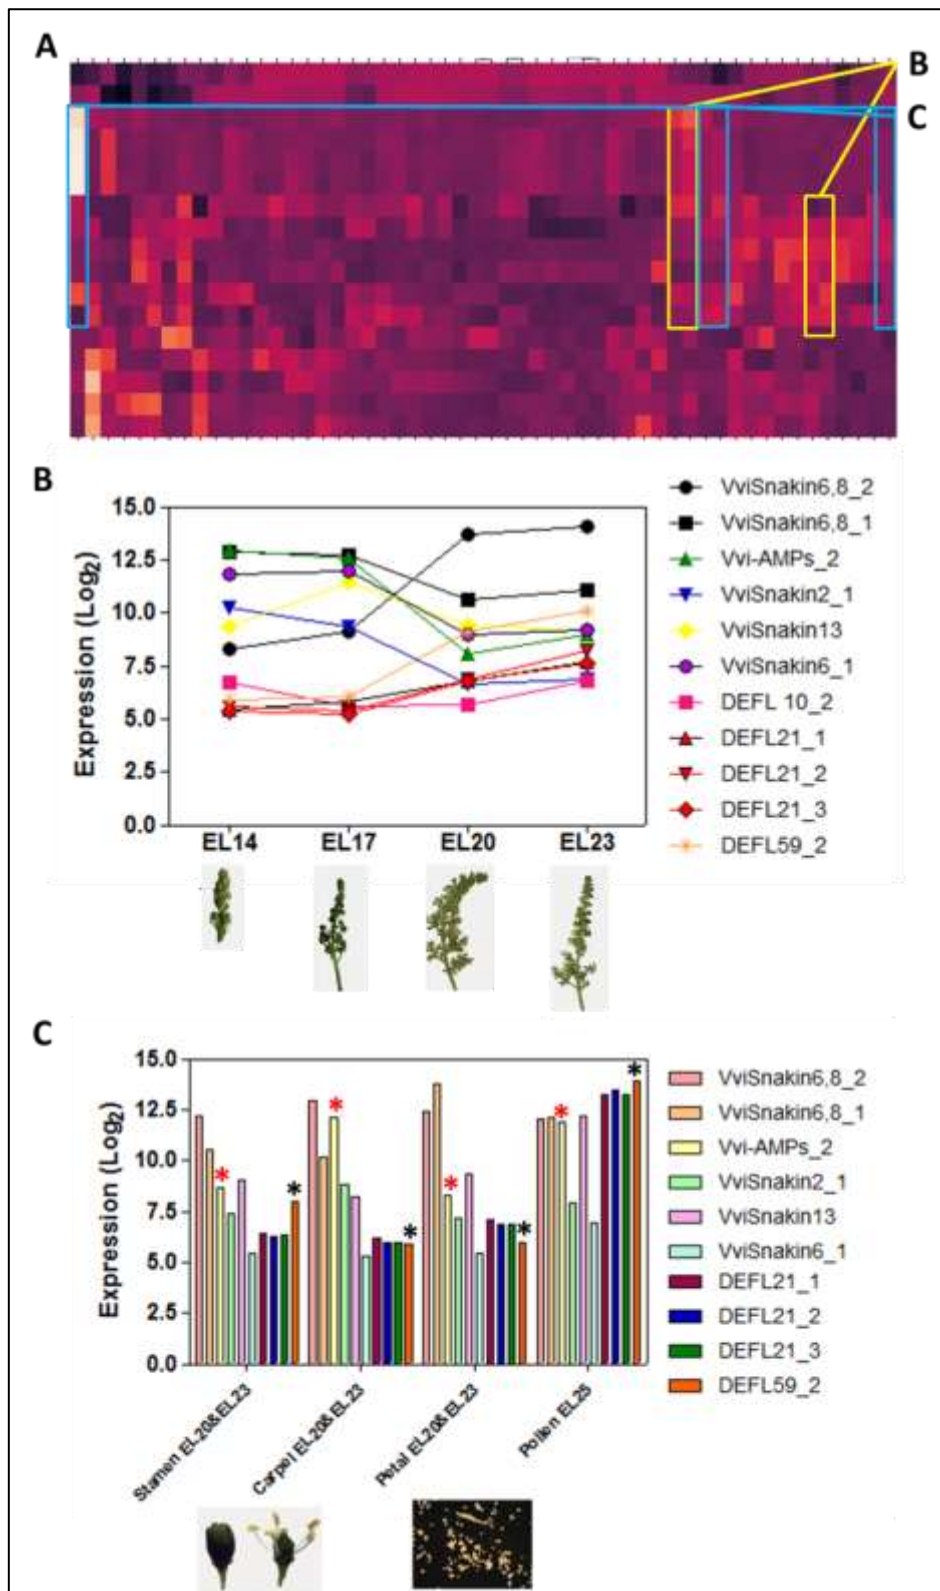 A
B
C
B
Expression (Log2)
15.0
12.5
10.0
7.5
5.0
2.5
0.0
EL14 EL17 EL20 EL23
VviSnakin6,8_2
VviSnakin6,8_1
Vvi-AMPs_2
VviSnakin2_1
VviSnakin13
VviSnakin6_1
DEFL 10_2
DEFL21_1
DEFL21_2
DEFL21_3
DEFL59_2
C
Expression (Log2)
15.0
12.5
10.0
7.5
5.0
2.5
0.0
* * * * * * * *
Stamen EL20&EL23
Carpel EL20&EL23
Petal EL20&EL23
Pollen EL25
VviSnakin6,8_2
VviSnakin6,8_1
Vvi-AMPs_2
VviSnakin2_1
VviSnakin13
VviSnakin6_1
DEFL21_1
DEFL21_2
DEFL21_3
DEFL59_2